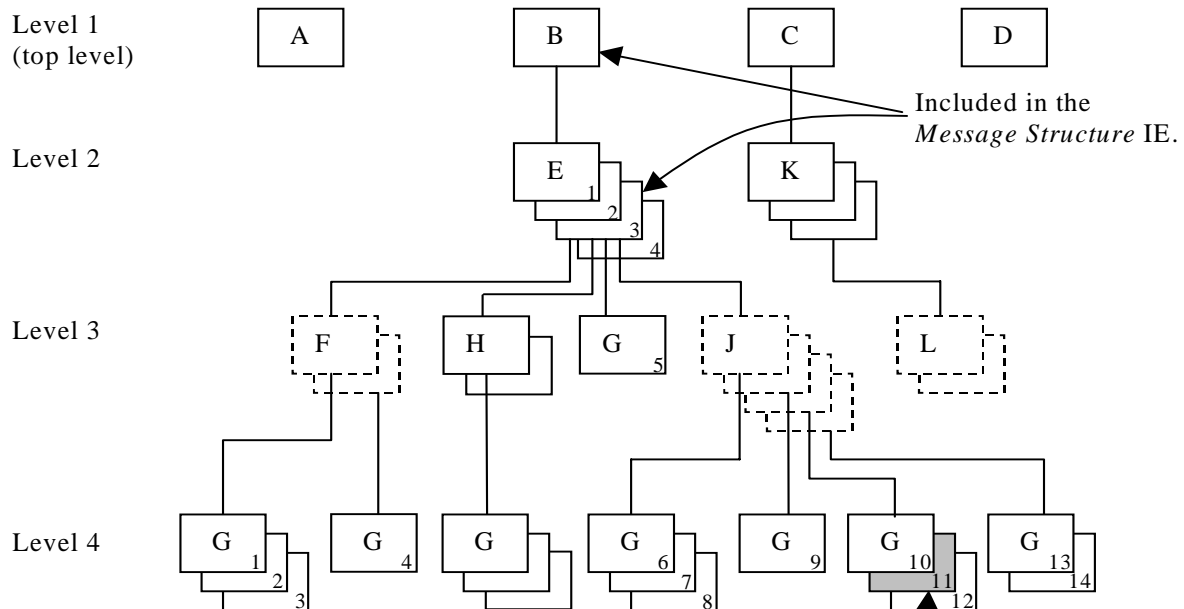 Level 1
(top level)
A
B
C
D
Included in the
Message Structure IE.
Level 2
E
1
2
3
4
K
Level 3
F
H
G
5
J
L
Level 4
G
1
2
3
G
4
G
G
6
7
8
G
9
G
10
11
12
G
13
14